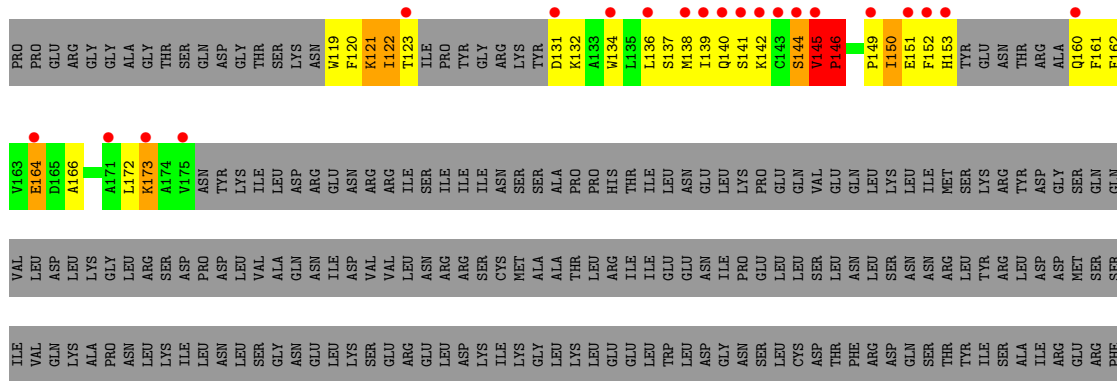 PRO PRO GLU ARG GLY GLY ALA GLY THR SER GLN ASP GLY THR SER LYS ASN W119 F120 K121 I122 T123 ILE PRO TYR GLY ARG LYS TYR D131 K132 A133 W134 L135 L136 S137 M138 I139 Q140 S141 K142 C143 S144 V145 P146 P149 I150 E151 F152 H153 TYR GLU ASN THR ARG ALA Q160 F161 F162
V163 E164 D165 A166 A171 L172 K173 A174 V175 ASN TYR LYS ILE LEU ASP ARG GLU ASN ARG ARG ILE SER ILE ILE ILE ASN SER SER ALA PRO PRO HIS THR ILE LEU ASN GLU LEU LYS PRO GLU GLN VAL GLU GLN LEU LYS LEU ILE MET SER LYS ARG TYR ASP GLY SER GLN GLN
VAL LEU ASP LEU LYS GLY LEU ARG SER ASP PRO ASP LEU VAL ALA GLN ASN ILE ASP VAL VAL LEU ASN ARG ARG SER CYS MET ALA ALA THR LEU ARG ILE ILE GLU GLU ASN ILE PRO GLU LEU LEU SER LEU ASN LEU SER ASN ASN ARG LEU TYR ARG LEU ASP ASP MET SER SER
ILE VAL GLN LYS ALA PRO ASN LEU LYS ILE LEU ASN LEU SER GLY ASN GLU LEU LYS SER GLU ARG GLU LEU ASP LYS ILE LYS GLY LEU LYS LEU GLU GLU LEU TRP LEU ASP GLY ASN SER LEU CYS ASP THR PHE ARG ASP GLN SER THR TYR ILE SER ALA ILE ARG GLU ARG PHE